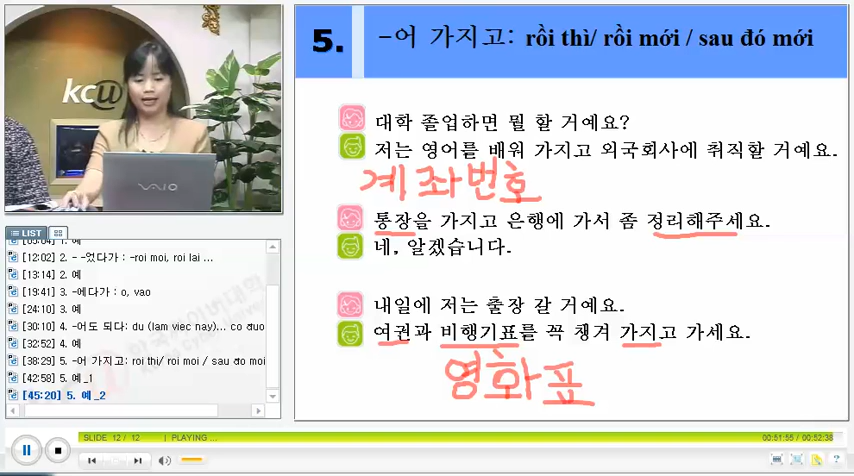 5.
-어 가지고: rồi thì/ rồi mới / sau đó mới
kcu
VAIO
대학 졸업하면 뭘 할 거예요?
저는 영어를 배워 가지고 외국회사에 취직할 거예요.
계좌번호
통장을 가지고 은행에 가서 좀 정리해주세요.
네, 알겠습니다.
내일에 저는 출장 갈 거예요.
여권과 비행기표를 꼭 챙겨 가지고 가세요.
영화표
LIST
1. 예
[12:02] 2. - -었다가 : -roi moi, roi lai ...
[13:14] 2. 예
[19:41] 3. -에다가 : o, vao
[24:10] 3. 예
[30:10] 4. -어도 되다: du (lam viec nay)... co duo
[32:52] 4. 예
[38:29] 5. -어 가지고: roi thi/ roi moi / sau do moi
[42:58] 5. 예_1
[45:20] 5. 예_2
SLIDE 12 / 12 | PLAYING ...
00:51:55 / 00:52:38